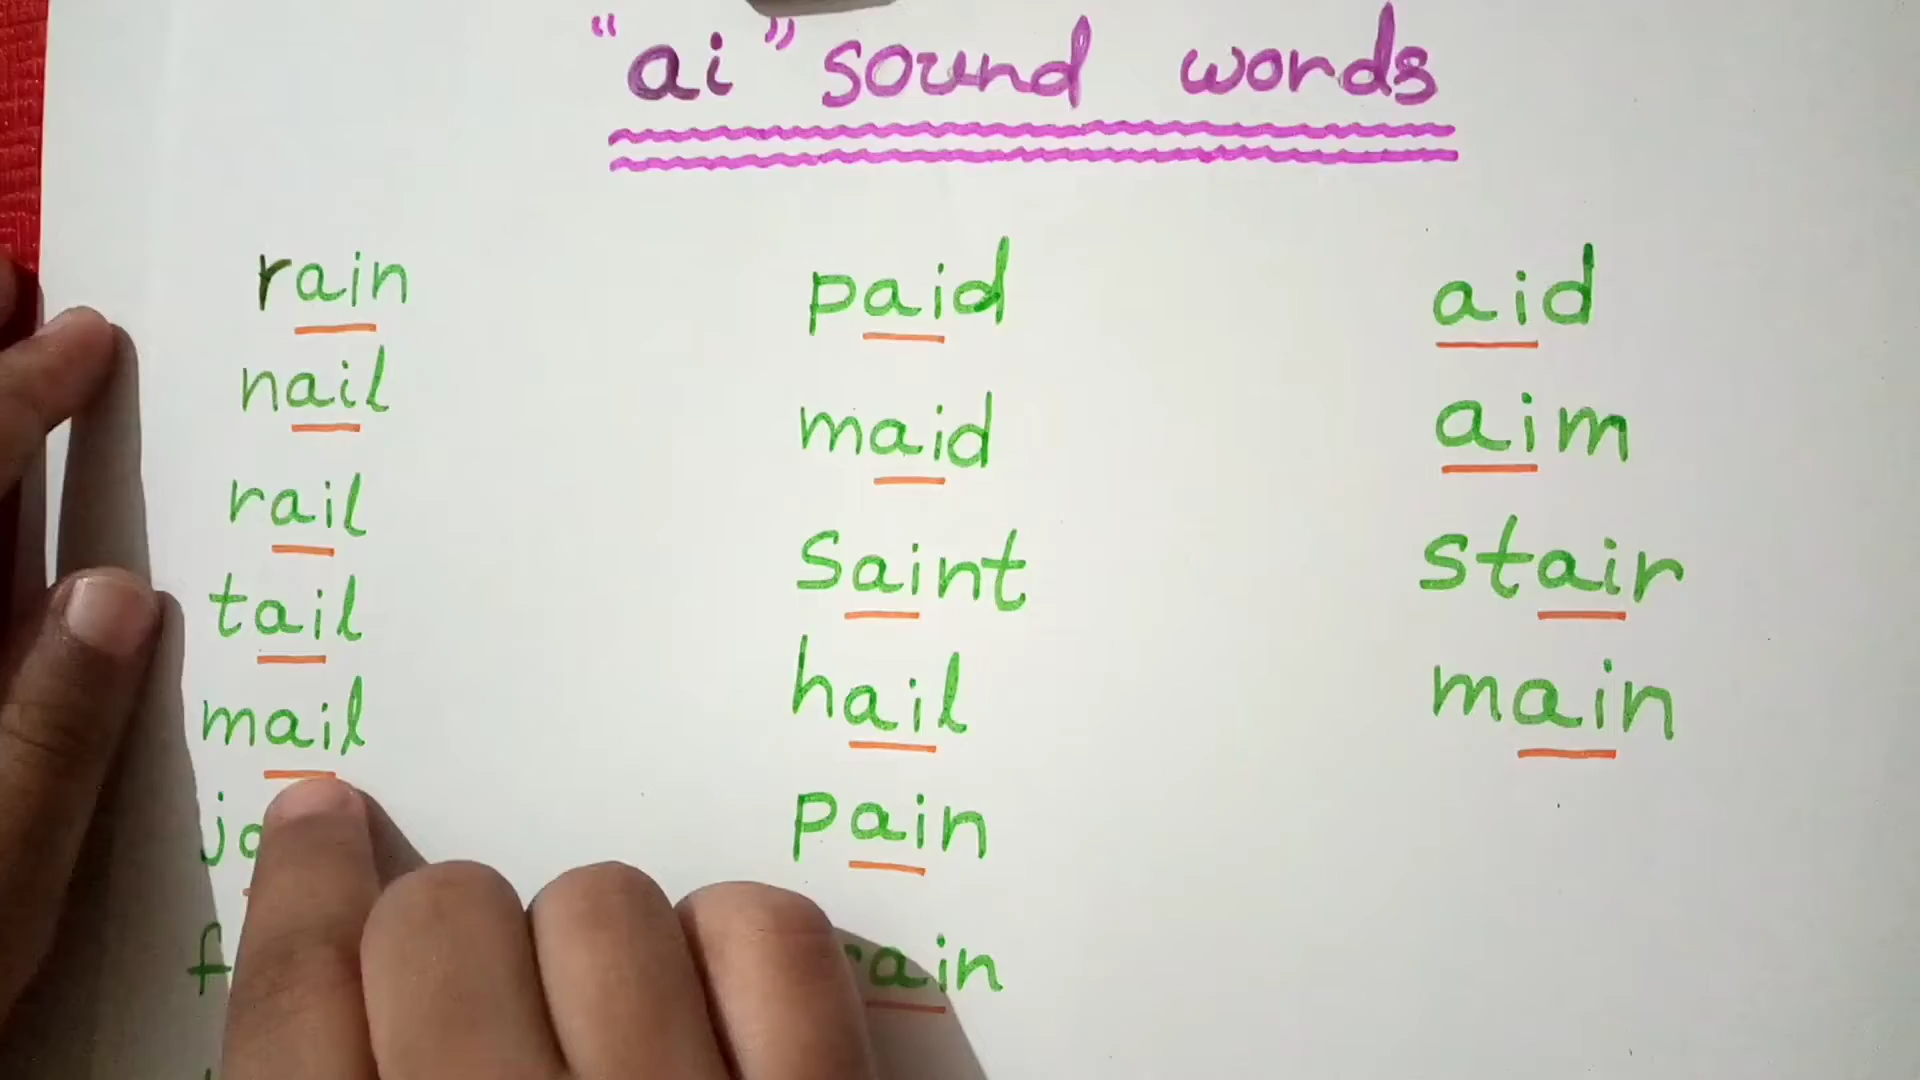 "ai" sound words
rain
nail
rail
tail
mail
paid
maid
saint
hail
pain
aid
aim
stair
main